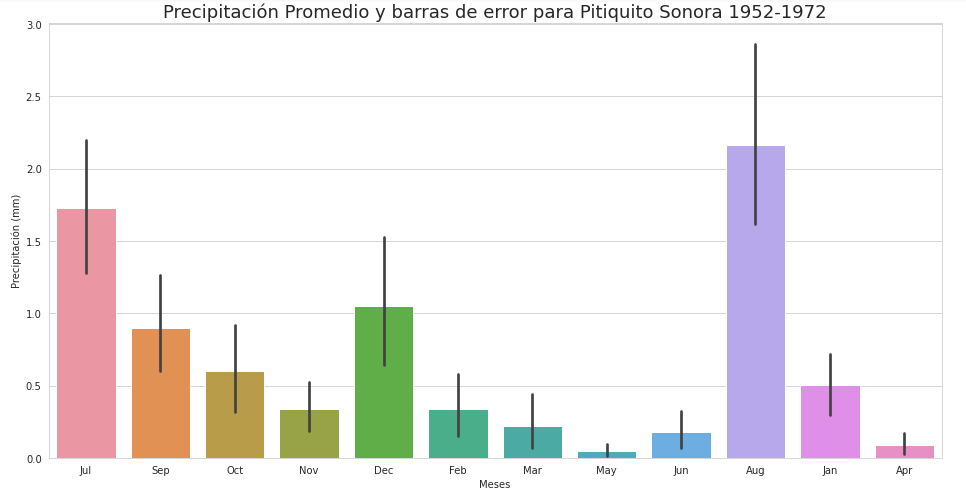 Precipitación Promedio y barras de error para Pitiquito Sonora 1952-1972
3.0
2.5
2.0
1.5
1.0
0.5
0.0
Precipitación (mm)
Jul Sep Oct Nov Dec Feb Mar May Jun Aug Jan Apr
Meses